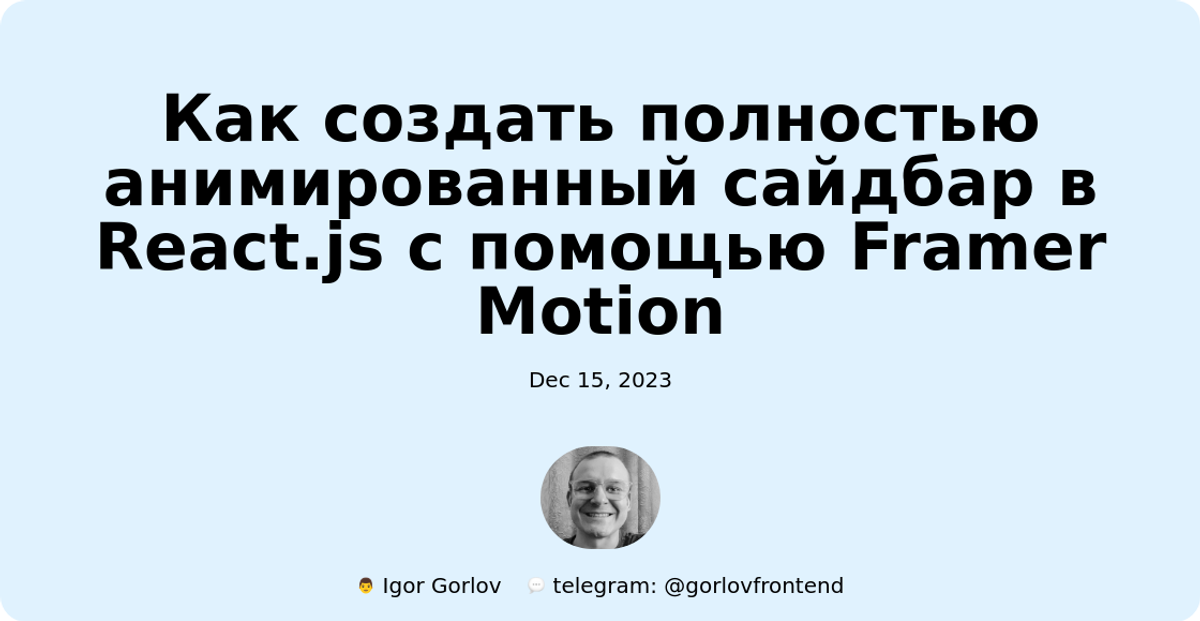 Как создать полностью
анимированный сайдбар в
React.js с помощью Framer
Motion
Dec 15, 2023
👨 Igor Gorlov 💬 telegram: @gorlovfrontend